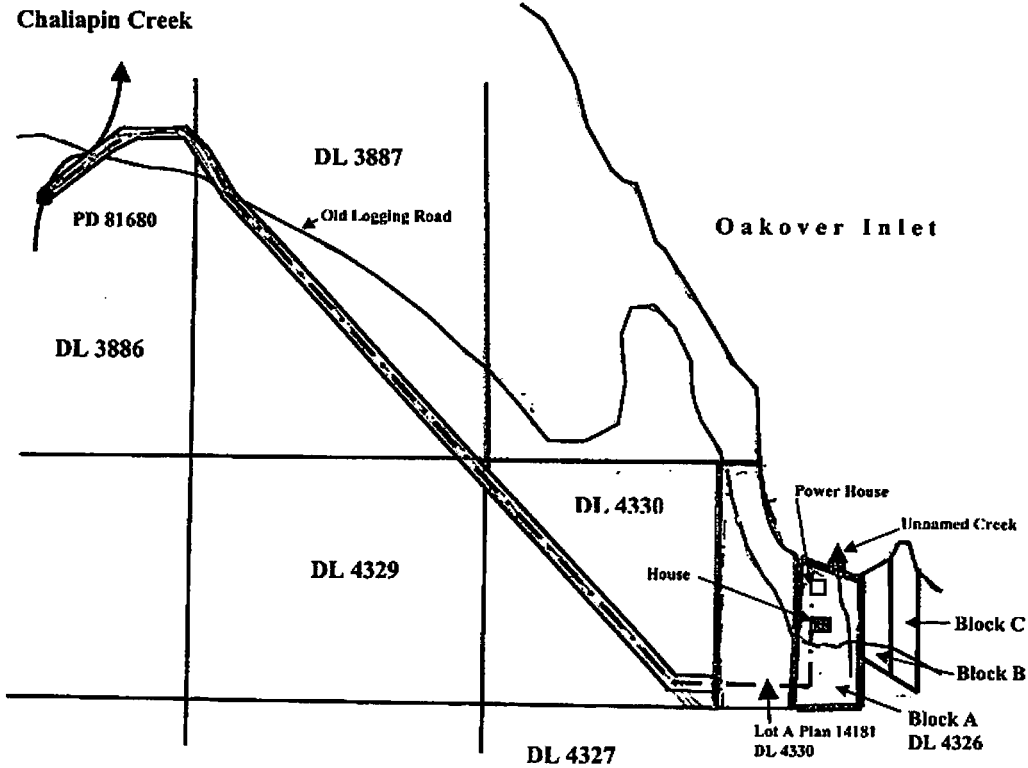 Chaliapin Creek
DL 3887
PD 81680
Old Logging Road
Oakover Inlet
DL 3886
Power House
DL 4330
Unnamed Creek
DL 4329
House
Block C
Block B
Block A
DL 4326
Lot A Plan 14181
DL 4330
DL 4327